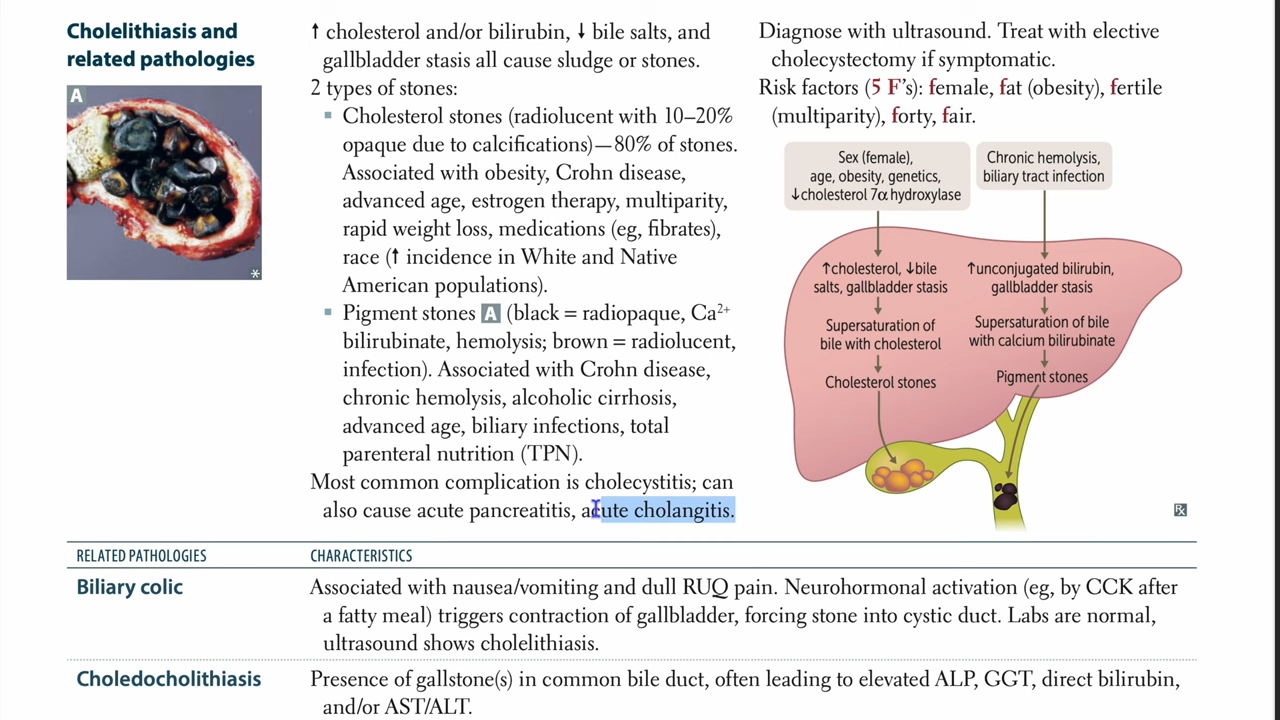 Cholelithiasis and
related pathologies
A
*
↑ cholesterol and/or bilirubin, ↓ bile salts, and
gallbladder stasis all cause sludge or stones.
2 types of stones:
▪ Cholesterol stones (radiolucent with 10–20%
opaque due to calcifications)—80% of stones.
Associated with obesity, Crohn disease,
advanced age, estrogen therapy, multiparity,
rapid weight loss, medications (eg, fibrates),
race (↑ incidence in White and Native
American populations).
▪ Pigment stones A (black = radiopaque, Ca²⁺
bilirubinate, hemolysis; brown = radiolucent,
infection). Associated with Crohn disease,
chronic hemolysis, alcoholic cirrhosis,
advanced age, biliary infections, total
parenteral nutrition (TPN).
Most common complication is cholecystitis; can
also cause acute pancreatitis, acute cholangitis.
Diagnose with ultrasound. Treat with elective
cholecystectomy if symptomatic.
Risk factors (5 F's): female, fat (obesity), fertile
(multiparity), forty, fair.
Sex (female),
age, obesity, genetics,
↓cholesterol 7α hydroxylase
↑cholesterol, ↓bile
salts, gallbladder stasis
Supersaturation of
bile with cholesterol
Cholesterol stones
Chronic hemolysis,
biliary tract infection
↑unconjugated bilirubin,
gallbladder stasis
Supersaturation of bile
with calcium bilirubinate
Pigment stones
Rx
RELATED PATHOLOGIES
CHARACTERISTICS
Biliary colic
Associated with nausea/vomiting and dull RUQ pain. Neurohormonal activation (eg, by CCK after
a fatty meal) triggers contraction of gallbladder, forcing stone into cystic duct. Labs are normal,
ultrasound shows cholelithiasis.
Choledocholithiasis
Presence of gallstone(s) in common bile duct, often leading to elevated ALP, GGT, direct bilirubin,
and/or AST/ALT.